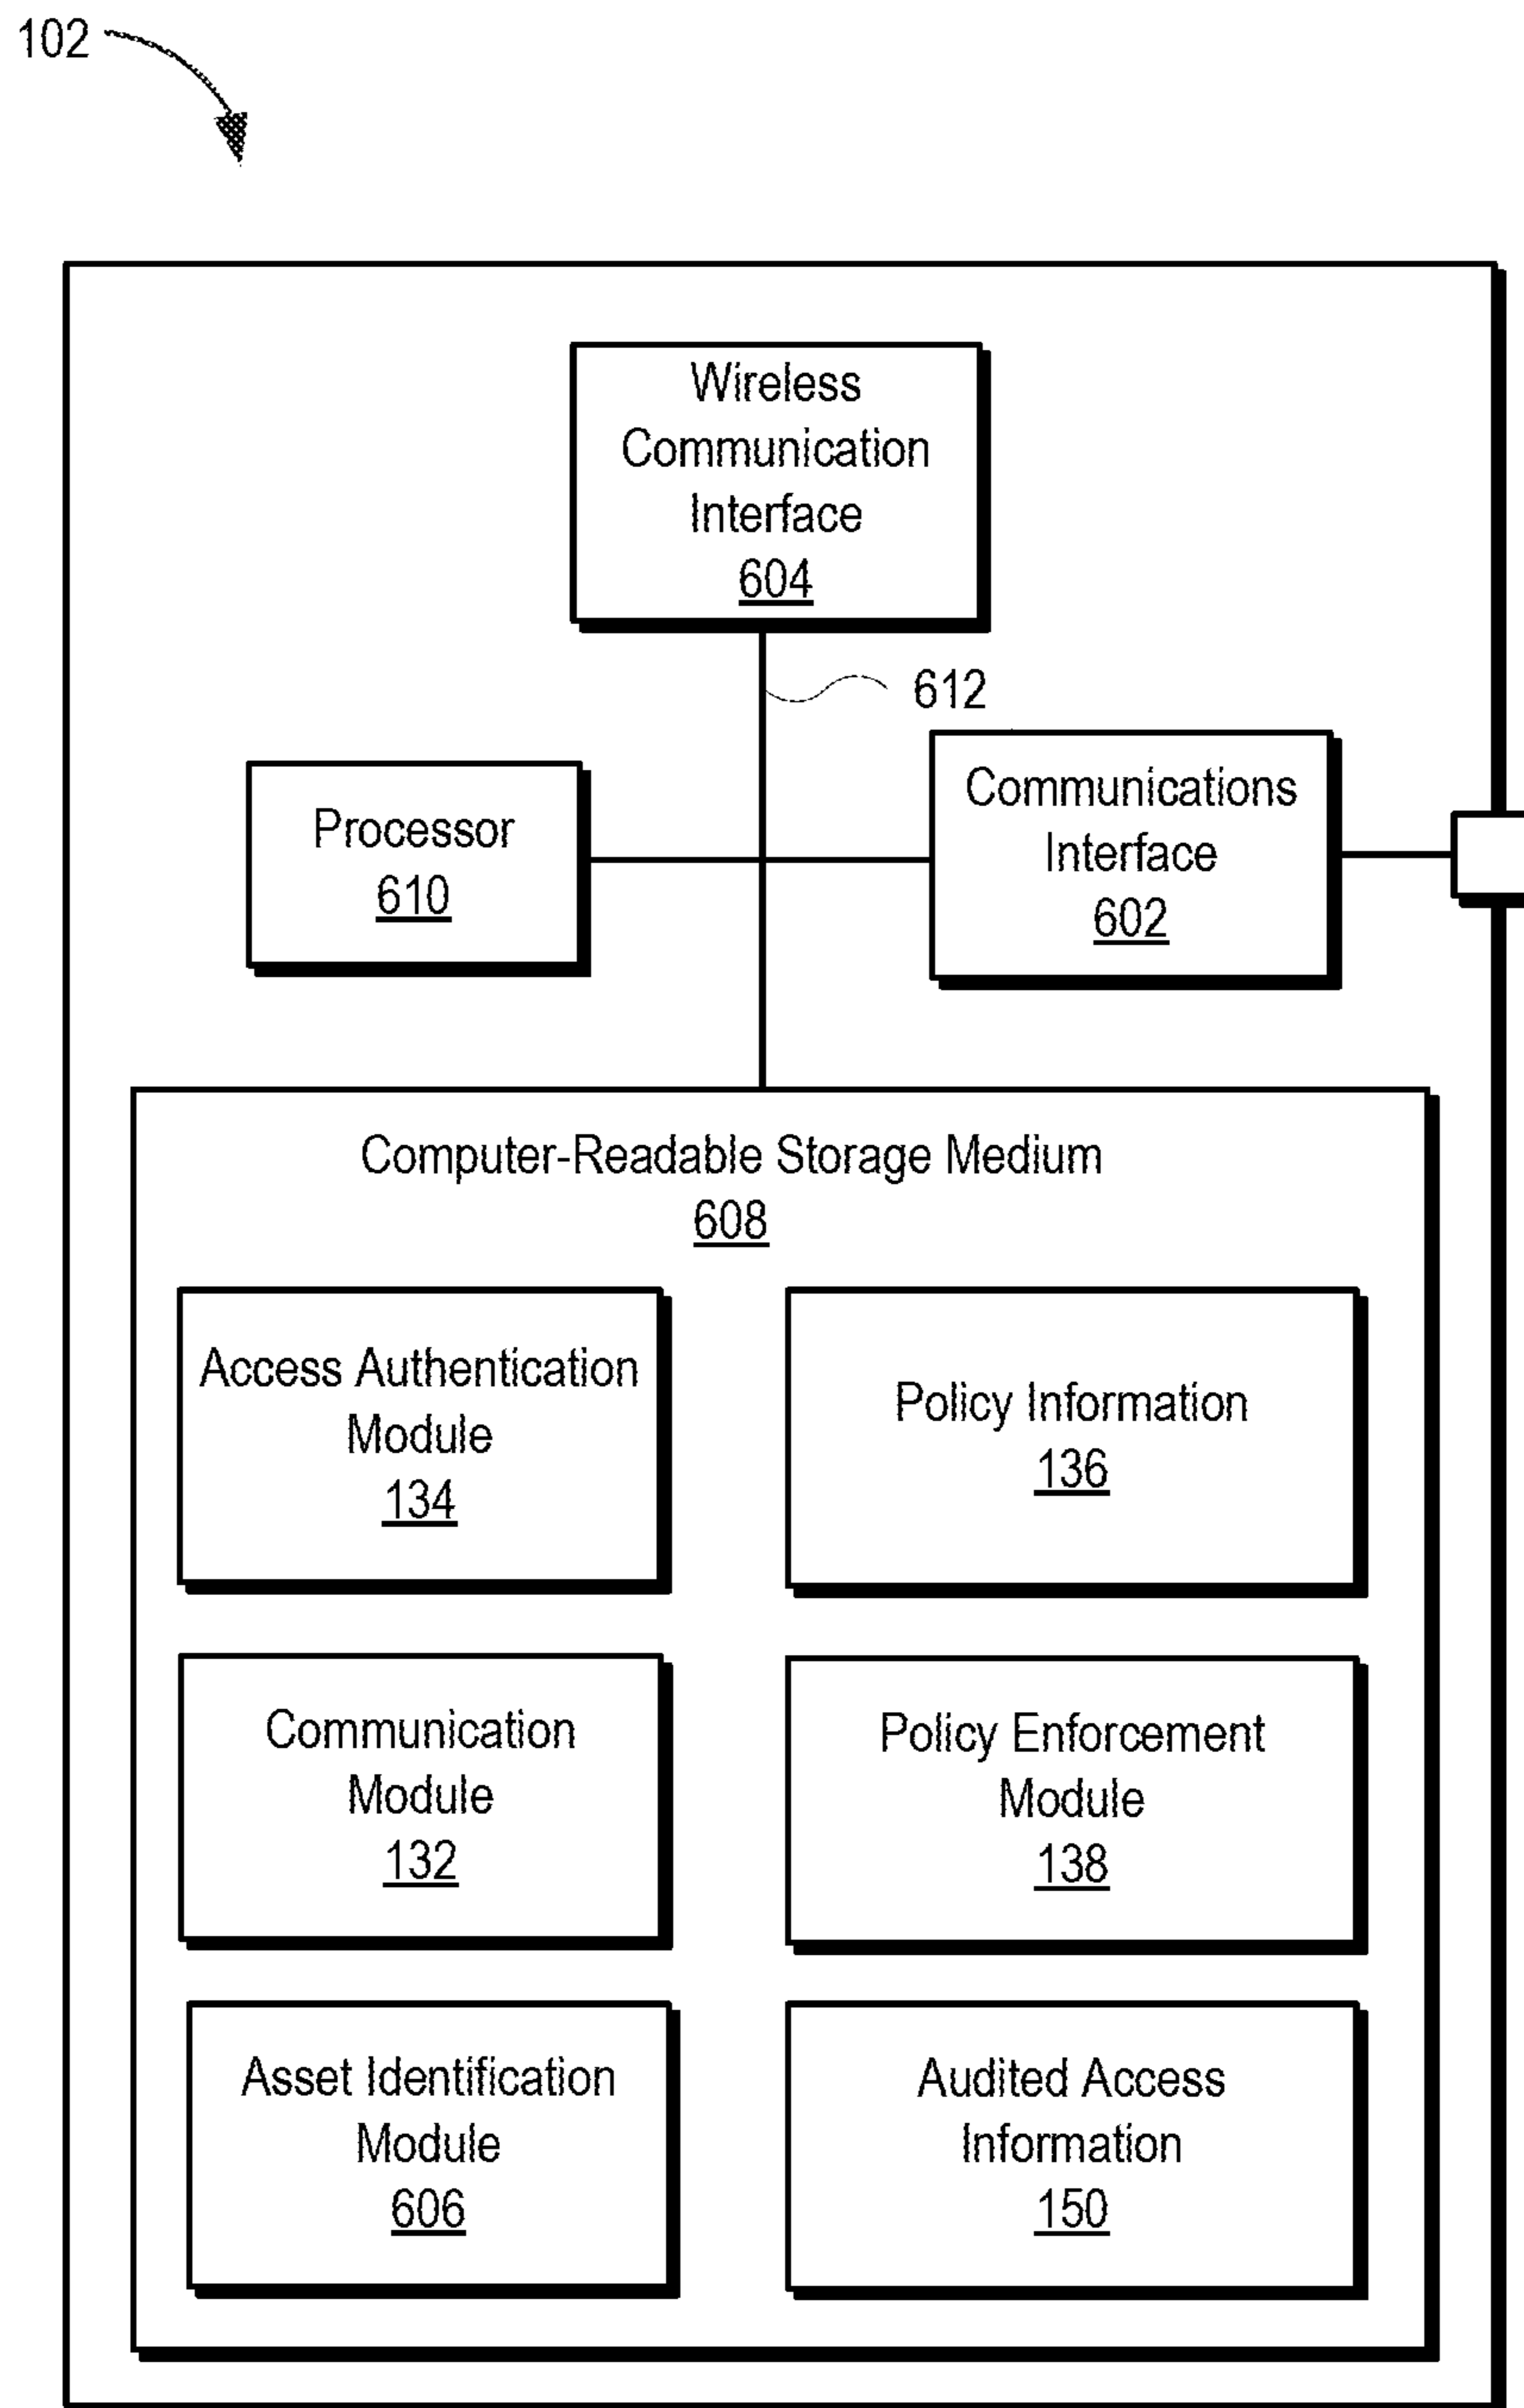 102
Wireless
Communication
Interface
604
612
Processor
610
Communications
Interface
602
Computer-Readable Storage Medium
608
Access Authentication
Module
134
Policy Information
136
Communication
Module
132
Policy Enforcement
Module
138
Asset Identification
Module
606
Audited Access
Information
150